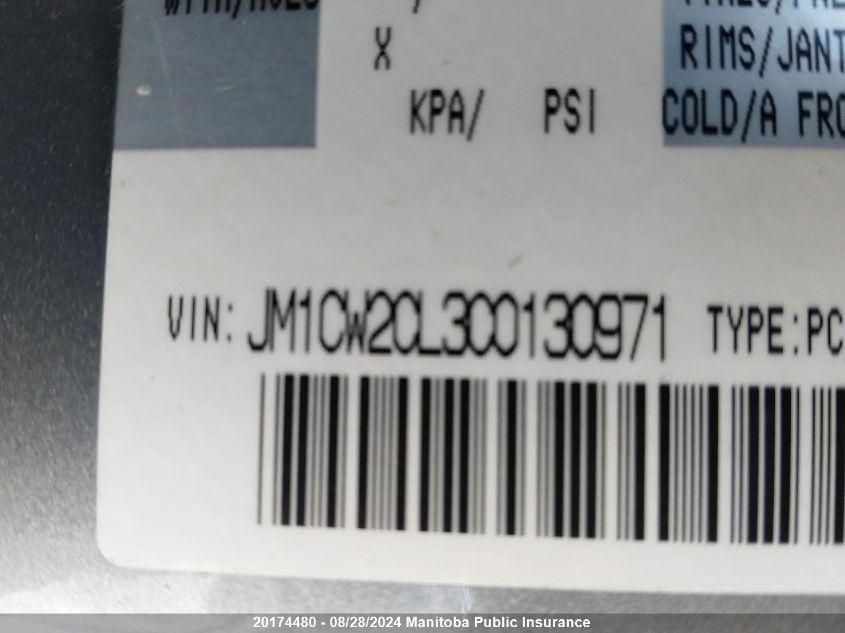 X
RIMS/JANT
KPA/ PSI COLD/A FRO
VIN: JM1CW2CL3C0130971 TYPE:PC
20174480 - 08/28/2024 Manitoba Public Insurance